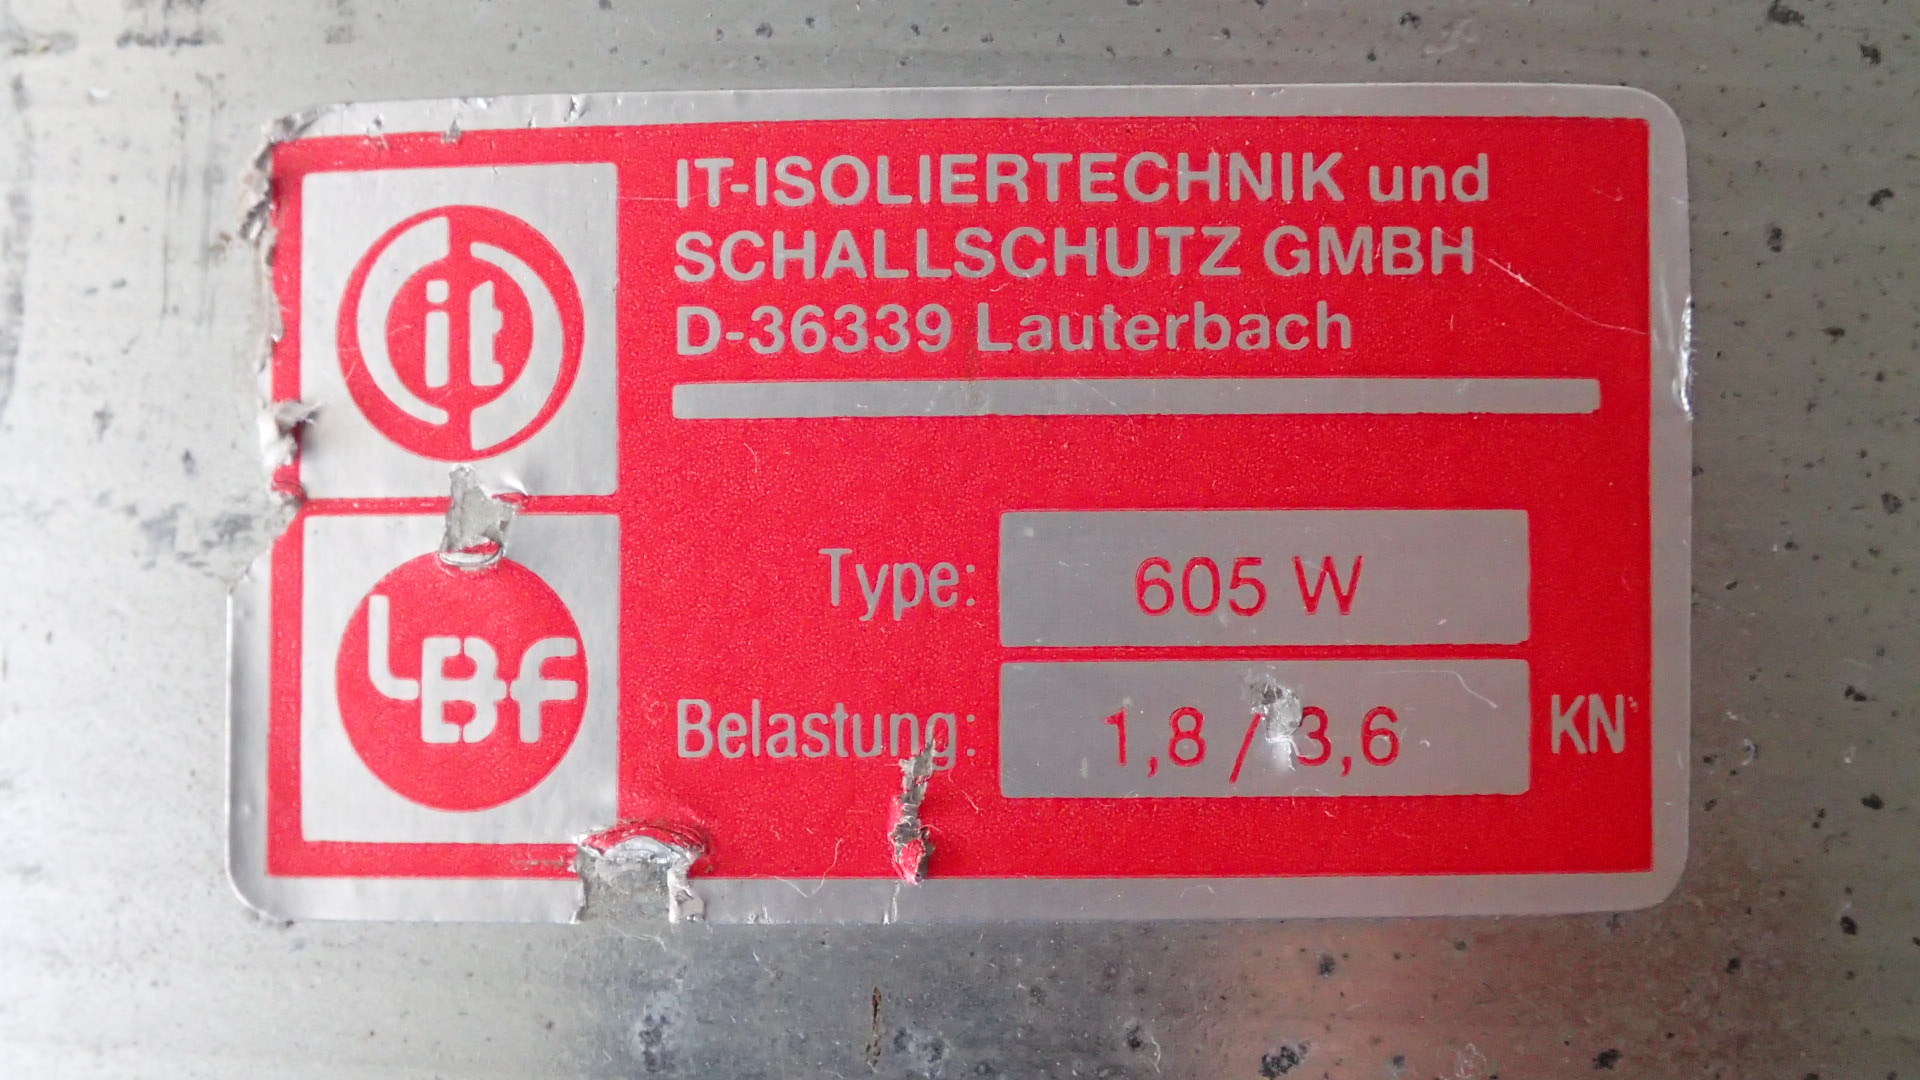 it
IT-ISOLIERTECHNIK und
SCHALLSCHUTZ GMBH
D-36339 Lauterbach
LBf
Type: 605 W
Belastung: 1,8 / 3,6 KN